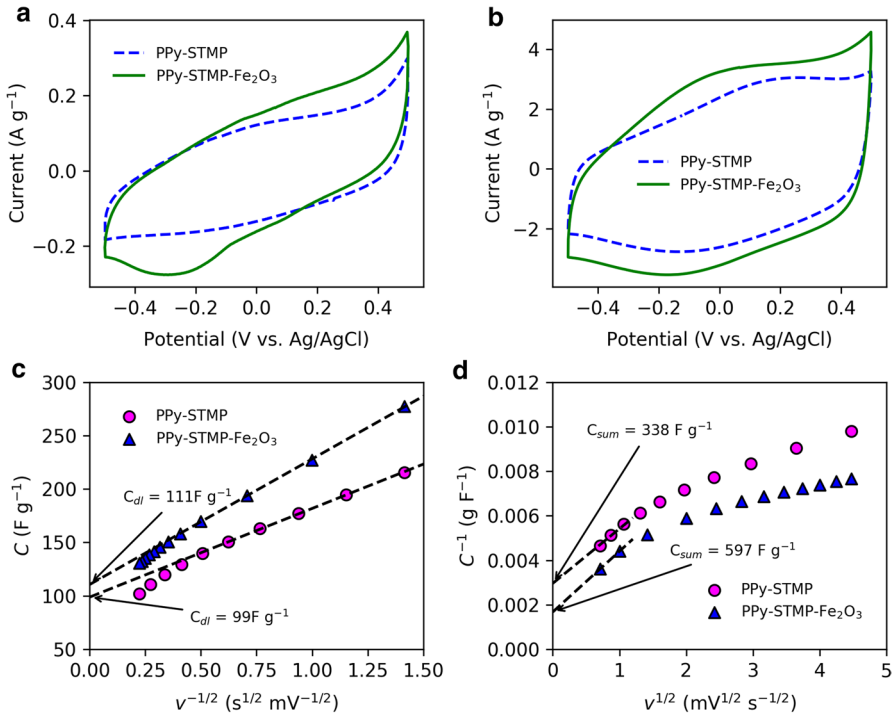 a
0.4
0.2
0.0
−0.2
−0.4
−0.2
0.0
0.2
0.4
Current (A g⁻¹)
Potential (V vs. Ag/AgCl)
PPy-STMP
PPy-STMP-Fe₂O₃
b
4
2
0
−2
−0.4
−0.2
0.0
0.2
0.4
Current (A g⁻¹)
Potential (V vs. Ag/AgCl)
PPy-STMP
PPy-STMP-Fe₂O₃
c
300
250
200
150
100
50
0.00
0.25
0.50
0.75
1.00
1.25
1.50
C (F g⁻¹)
v⁻¹/² (s¹/² mV⁻¹/²)
PPy-STMP
PPy-STMP-Fe₂O₃
C_dl = 111F g⁻¹
C_dl = 99F g⁻¹
d
0.012
0.010
0.008
0.006
0.004
0.002
0.000
0
1
2
3
4
5
C⁻¹ (g F⁻¹)
v¹/² (mV¹/² s⁻¹/²)
C_sum = 338 F g⁻¹
C_sum = 597 F g⁻¹
PPy-STMP
PPy-STMP-Fe₂O₃